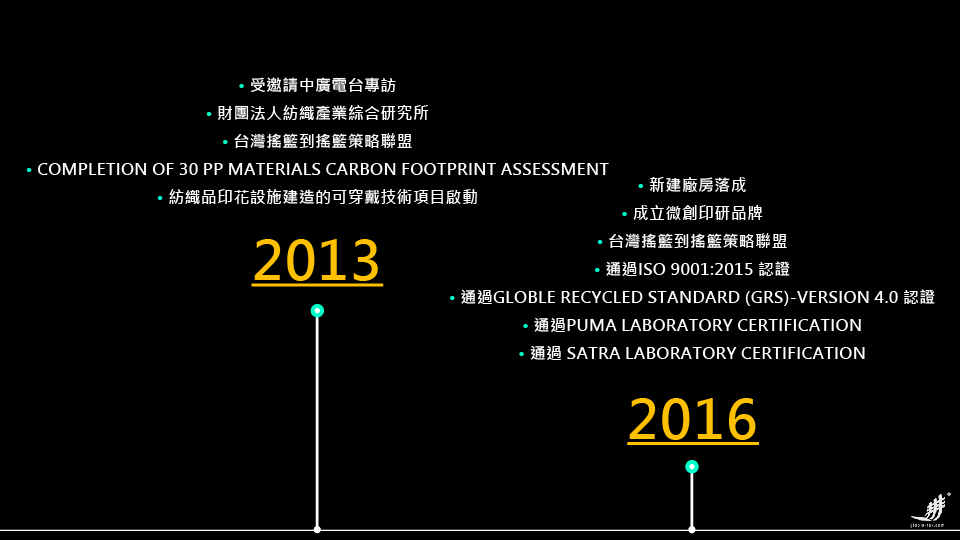 • 受邀請中廣電台專訪
• 財團法人紡織產業綜合研究所
• 台灣搖籃到搖籃策略聯盟
• COMPLETION OF 30 PP MATERIALS CARBON FOOTPRINT ASSESSMENT
• 紡織品印花設施建造的可穿戴技術項目啟動
2013
• 新建廠房落成
• 成立微創印研品牌
• 台灣搖籃到搖籃策略聯盟
• 通過ISO 9001:2015 認證
• 通過GLOBLE RECYCLED STANDARD (GRS)-VERSION 4.0 認證
• 通過PUMA LABORATORY CERTIFICATION
• 通過 SATRA LABORATORY CERTIFICATION
2016